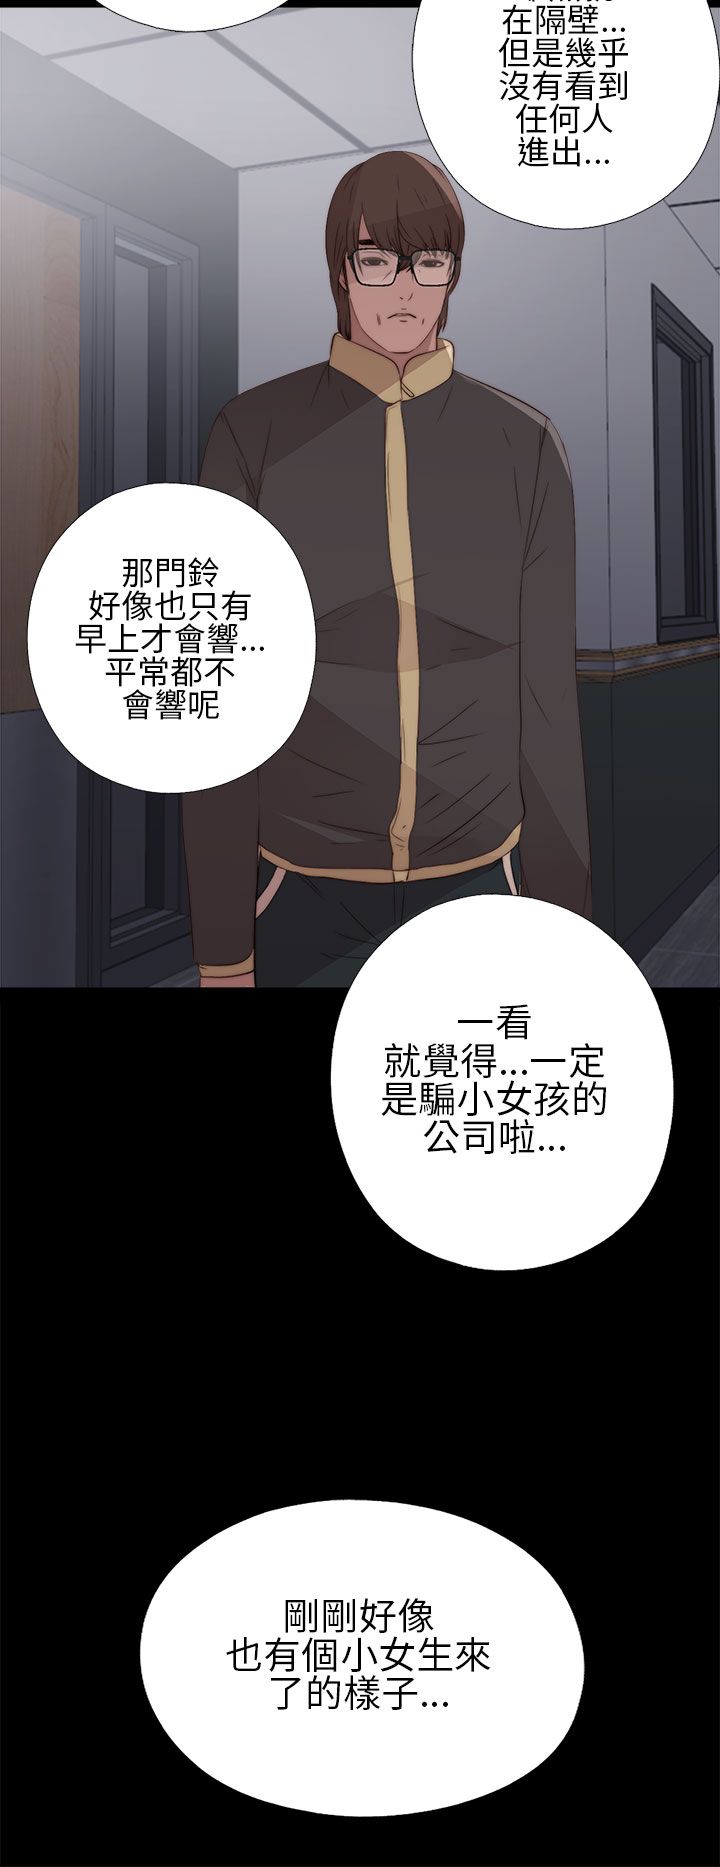 在隔壁...
但是幾乎
沒有看到
任何人
進出...
那門鈴
好像也只有
早上才會響...
平常都不
會響呢
一看
就覺得...一定
是騙小女孩的
公司啦...
剛剛好像
也有個小女生來
了的樣子...